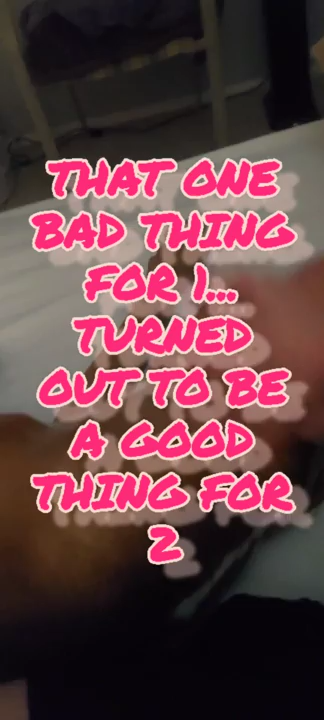 THAT ONE
BAD THING
FOR 1...
TURNED
OUT TO BE
A GOOD
THING FOR
2